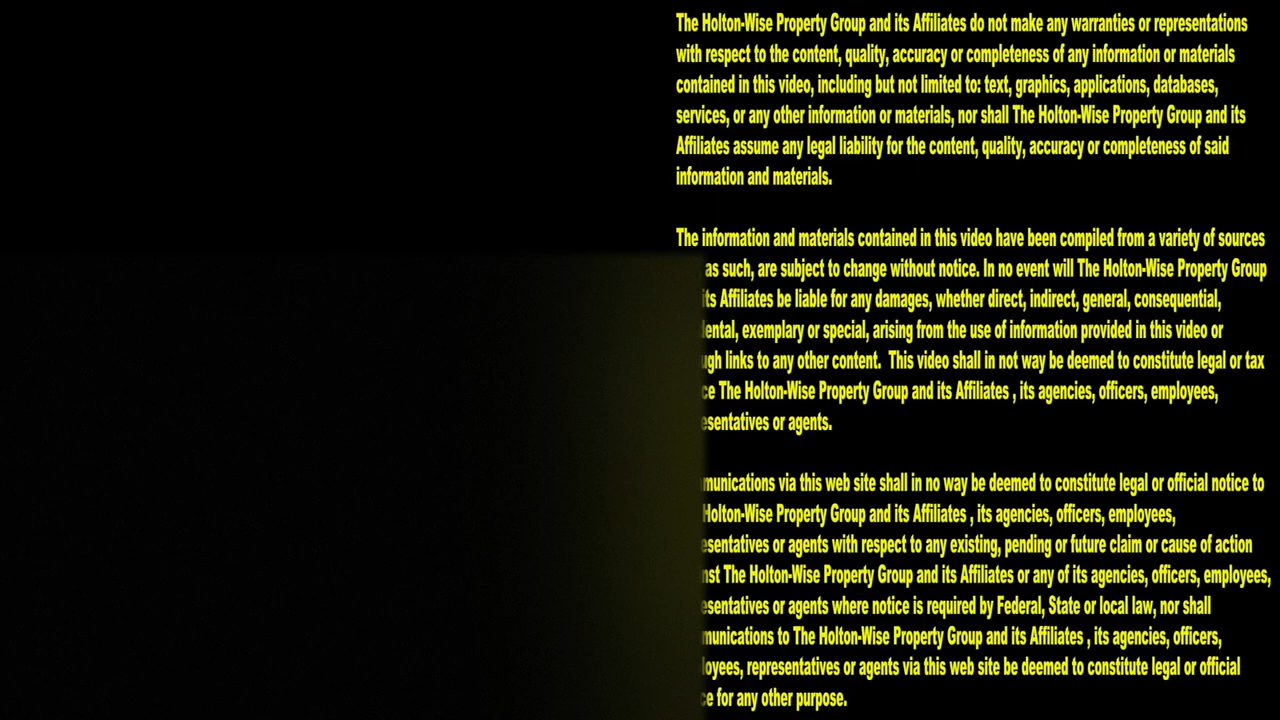 The Holton-Wise Property Group and its Affiliates do not make any warranties or representations
with respect to the content, quality, accuracy or completeness of any information or materials
contained in this video, including but not limited to: text, graphics, applications, databases,
services, or any other information or materials, nor shall The Holton-Wise Property Group and its
Affiliates assume any legal liability for the content, quality, accuracy or completeness of said
information and materials.
The information and materials contained in this video have been compiled from a variety of sources
as such, are subject to change without notice. In no event will The Holton-Wise Property Group
its Affiliates be liable for any damages, whether direct, indirect, general, consequential,
exemplary or special, arising from the use of information provided in this video or
links to any other content. This video shall in not way be deemed to constitute legal or tax
The Holton-Wise Property Group and its Affiliates , its agencies, officers, employees,
or agents.
via this web site shall in no way be deemed to constitute legal or official notice to
Holton-Wise Property Group and its Affiliates , its agencies, officers, employees,
or agents with respect to any existing, pending or future claim or cause of action
The Holton-Wise Property Group and its Affiliates or any of its agencies, officers, employees,
or agents where notice is required by Federal, State or local law, nor shall
to The Holton-Wise Property Group and its Affiliates , its agencies, officers,
representatives or agents via this web site be deemed to constitute legal or official
for any other purpose.